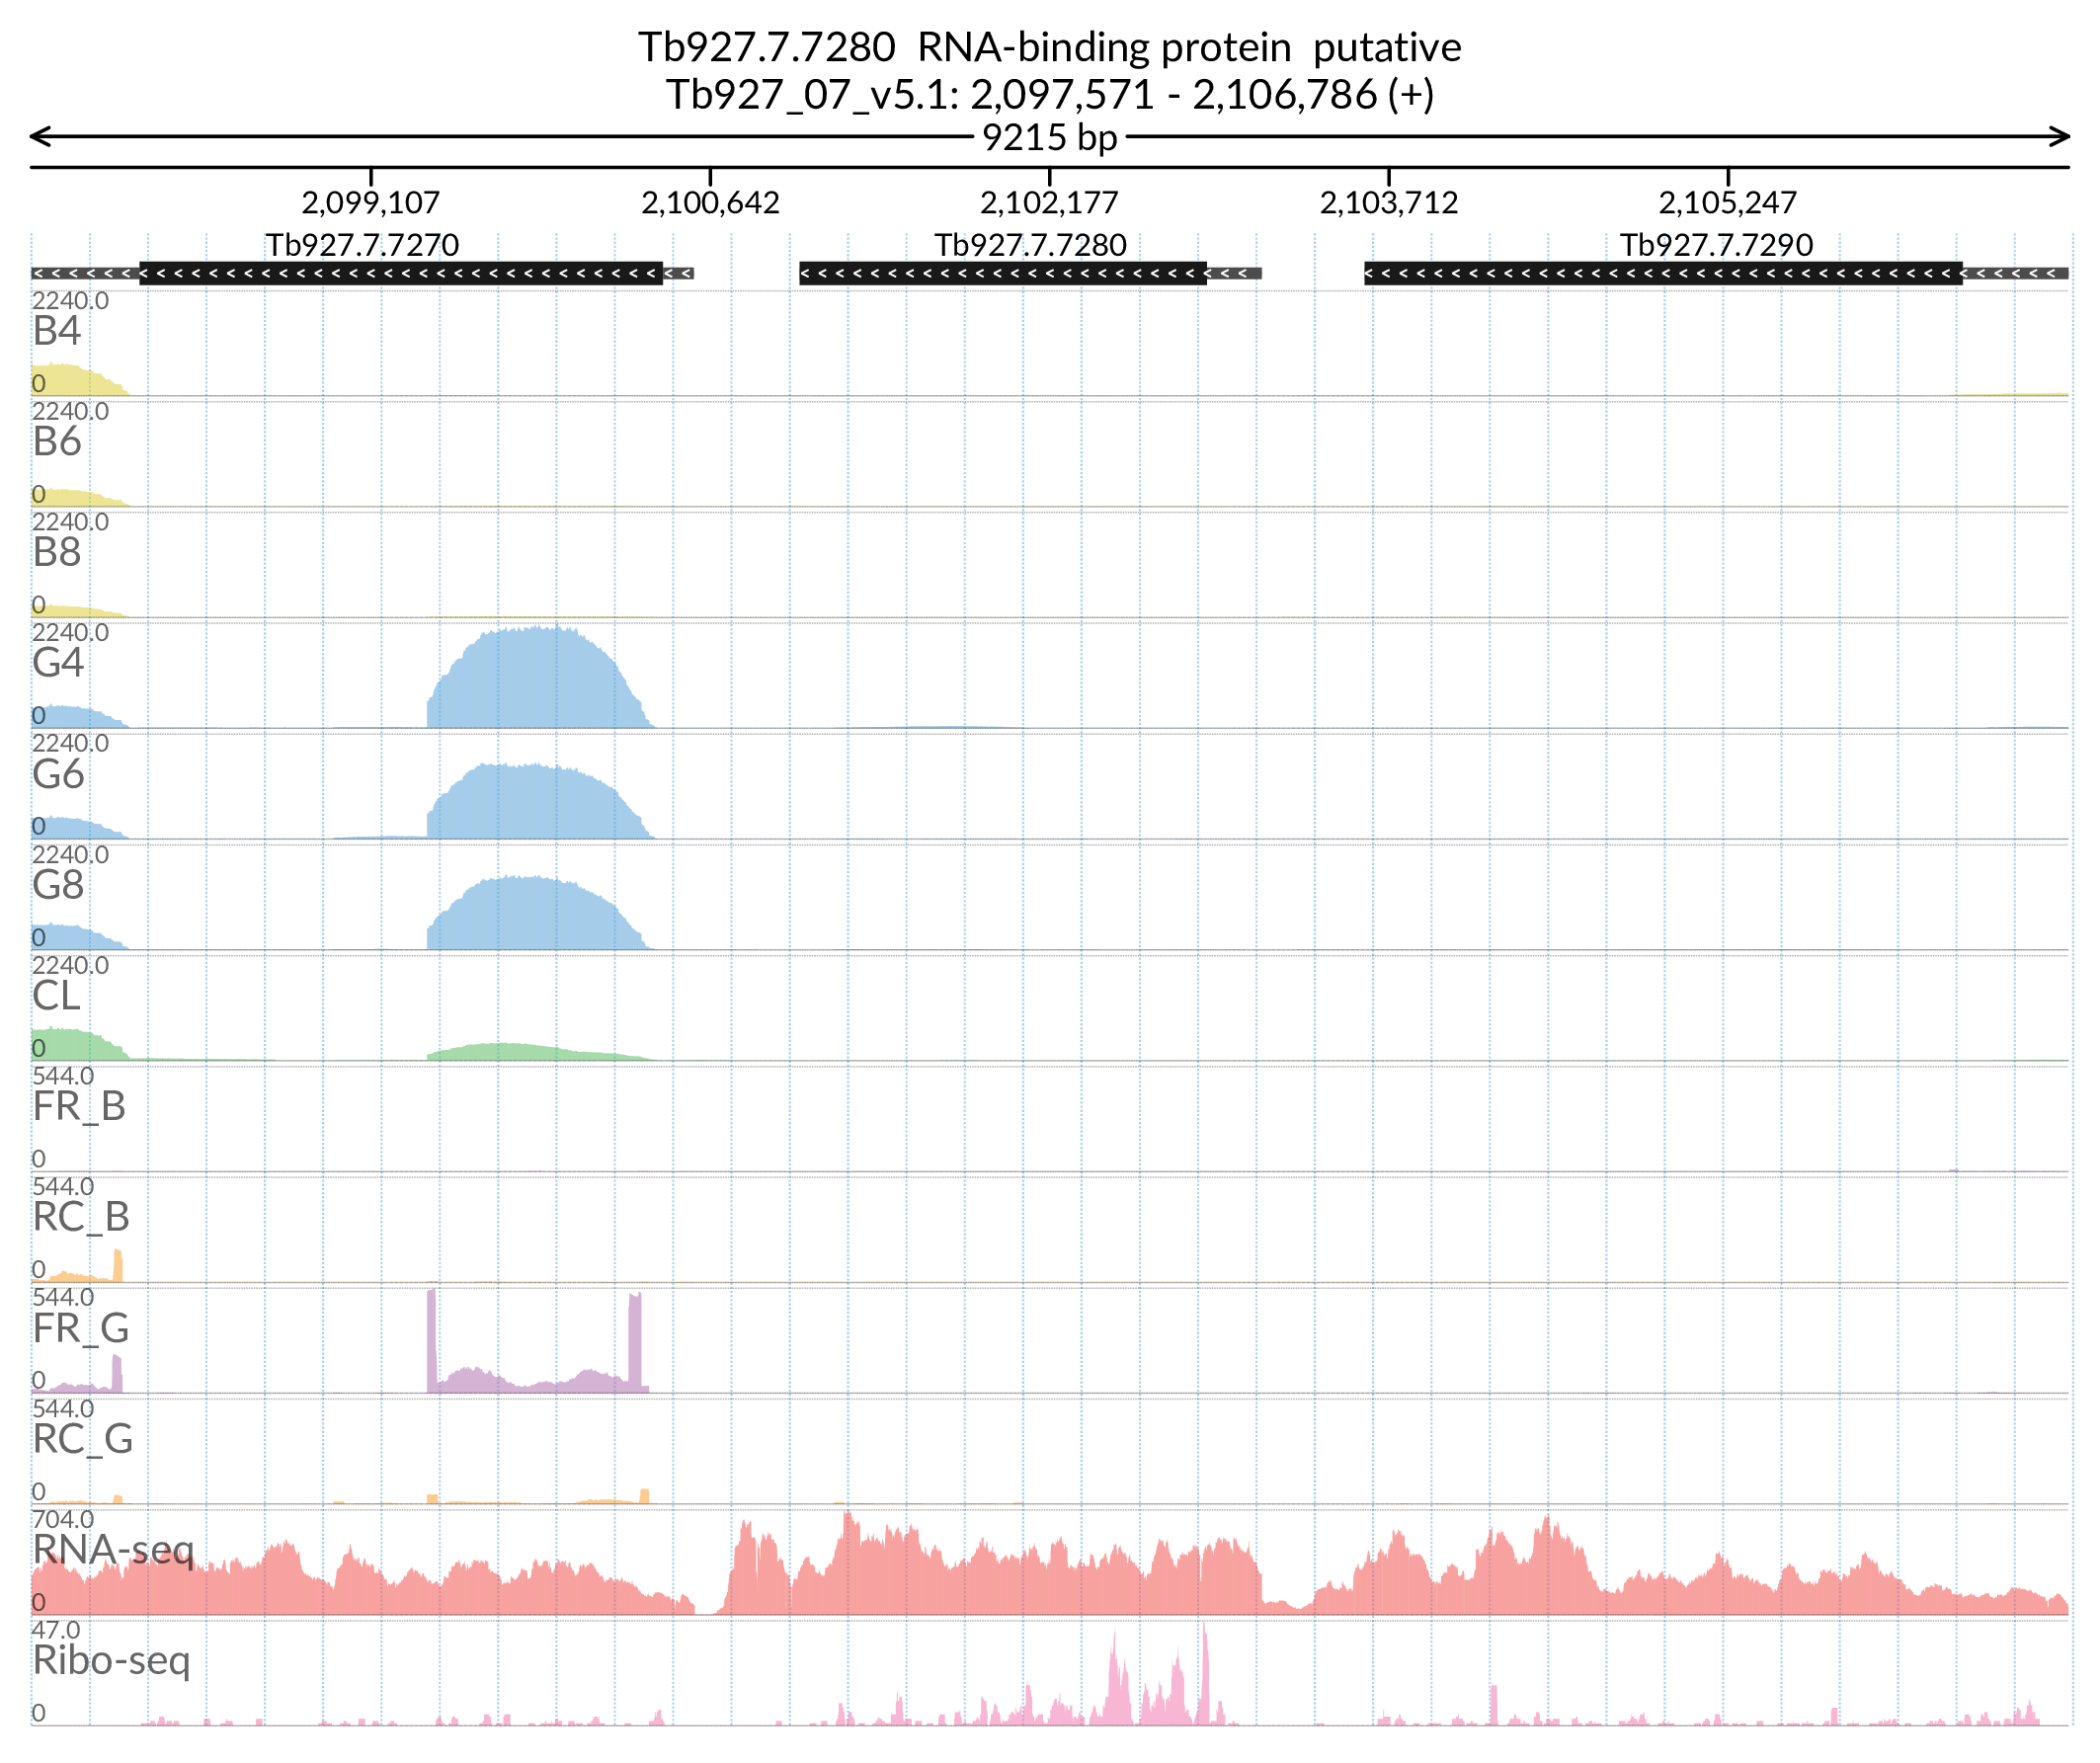 Tb927.7.7280 RNA-binding protein putative
Tb927_07_v5.1: 2,097,571 - 2,106,786 (+)
9215 bp
2,099,107 2,100,642 2,102,177 2,103,712 2,105,247
Tb927.7.7270 Tb927.7.7280 Tb927.7.7290
2240.0
B4
0
2240.0
B6
0
2240.0
B8
0
2240.0
G4
0
2240.0
G6
0
2240.0
G8
0
2240.0
CL
0
544.0
FR_B
0
544.0
RC_B
0
544.0
FR_G
0
544.0
RC_G
0
704.0
RNA-seq
0
47.0
Ribo-seq
0